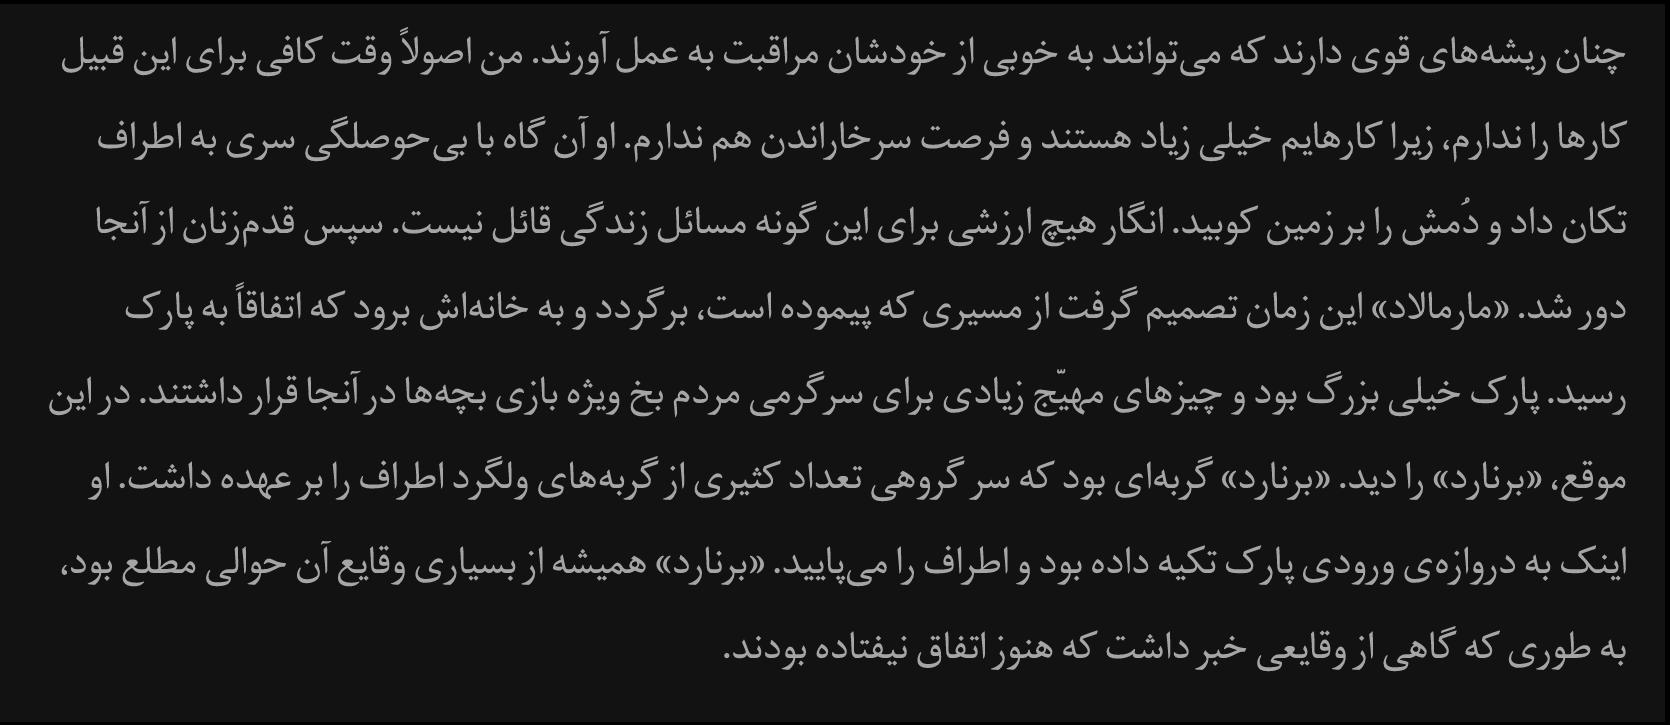 چنان ریشه‌های قوی دارند که می‌توانند به خوبی از خودشان مراقبت به عمل آورند. من اصولاً وقت کافی برای این قبیل
کارها را ندارم، زیرا کارهایم خیلی زیاد هستند و فرصت سرخاراندن هم ندارم. او آن گاه با بی‌حوصلگی سری به اطراف
تکان داد و دُمش را بر زمین کوبید. انگار هیچ ارزشی برای این گونه مسائل زندگی قائل نیست. سپس قدم‌زنان از آنجا
دور شد. «مارمالاد» این زمان تصمیم گرفت از مسیری که پیموده است، برگردد و به خانه‌اش برود که اتفاقاً به پارک
رسید. پارک خیلی بزرگ بود و چیزهای مهیّج زیادی برای سرگرمی مردم بخ ویژه بازی بچه‌ها در آنجا قرار داشتند. در این
موقع، «برنارد» را دید. «برنارد» گربه‌ای بود که سر گروهی تعداد کثیری از گربه‌های ولگرد اطراف را بر عهده داشت. او
اینک به دروازه‌ی ورودی پارک تکیه داده بود و اطراف را می‌پایید. «برنارد» همیشه از بسیاری وقایع آن حوالی مطلع بود،
به طوری که گاهی از وقایعی خبر داشت که هنوز اتفاق نیفتاده بودند.